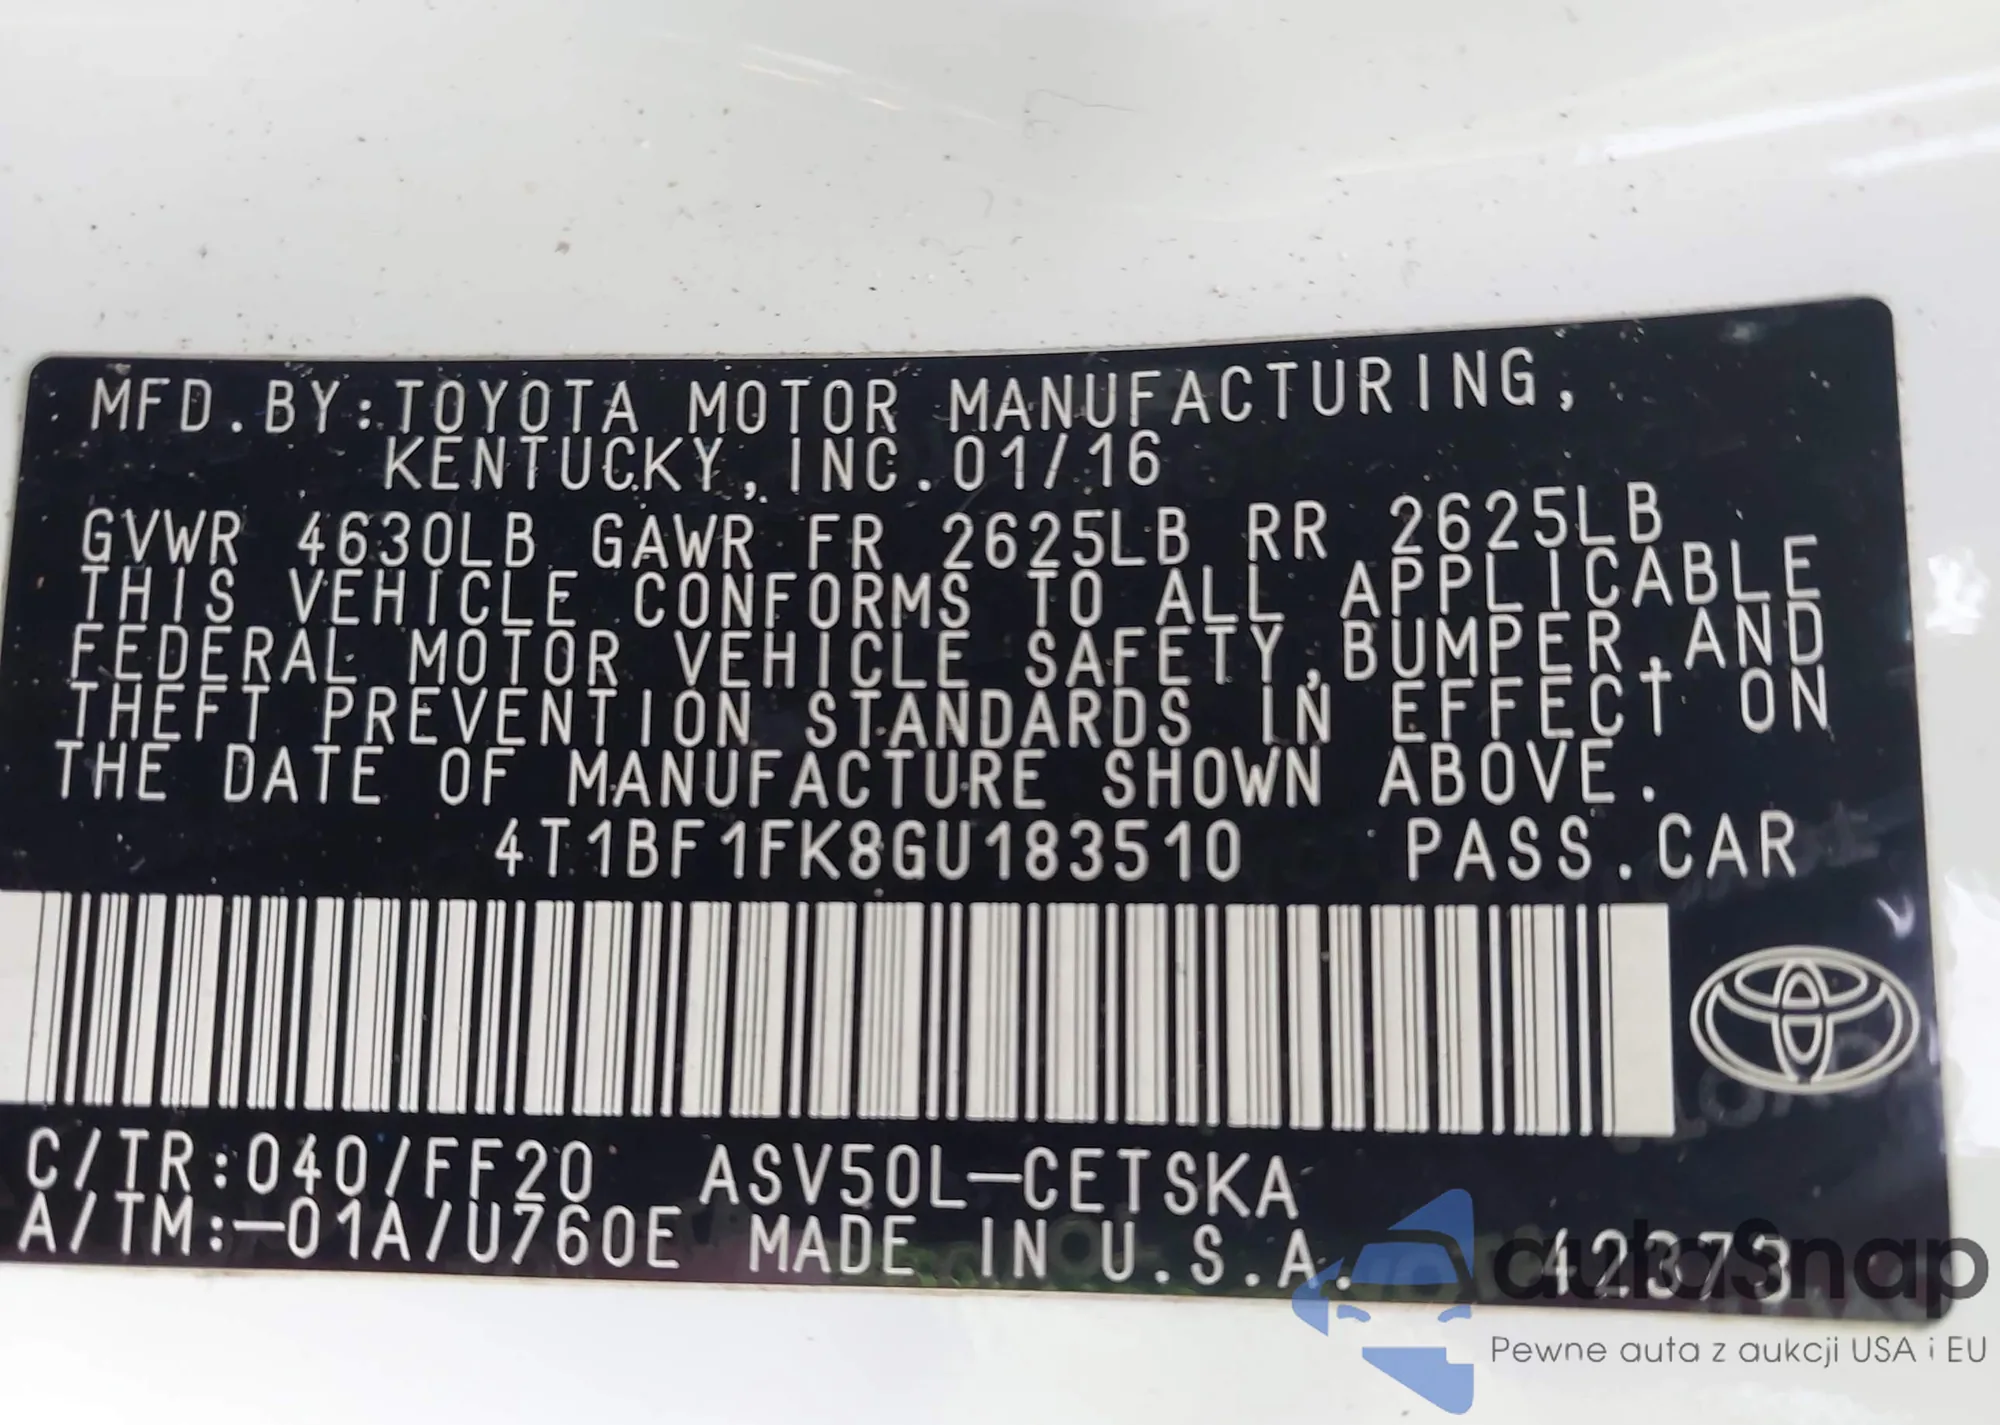 MFD.BY:TOYOTA MOTOR MANUFACTURING,
KENTUCKY, INC.01/16
GVWR 4630LB GAWR FR 2625LB RR 2625LB
THIS VEHICLE CONFORMS TO ALL APPLICABLE
FEDERAL MOTOR VEHICLE SAFETY,BUMPER,AND
THEFT PREVENTION STANDARDS IN EFFECT ON
THE DATE OF MANUFACTURE SHOWN ABOVE.
4T1BF1FK8GU183510 PASS.CAR
C/TR:040/FF20 ASV50L-CETSKA
A/TM:-01A/U760E MADE IN U.S.A. 42373
autoSnap
Pewne auta z aukcji USA i EU